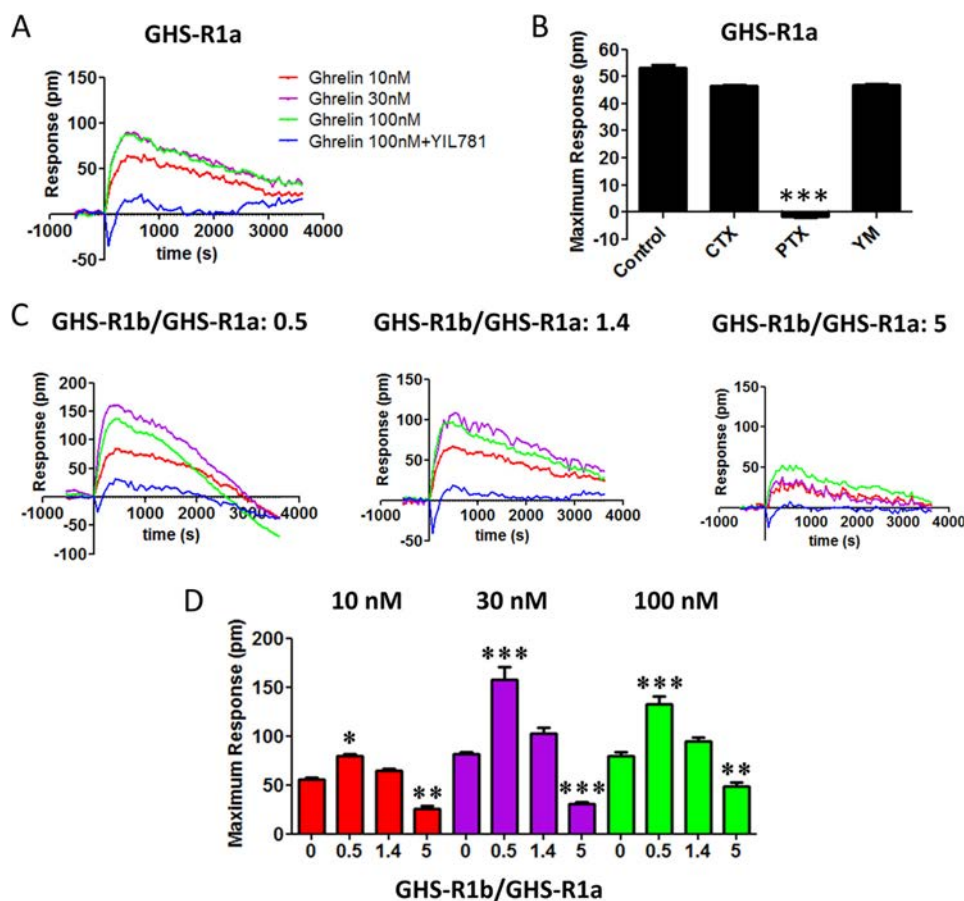 A
GHS-R1a
Response (pm)
150
100
50
0
-50
-1000
1000
2000
3000
4000
time (s)
Ghrelin 10nM
Ghrelin 30nM
Ghrelin 100nM
Ghrelin 100nM+YIL781
B
GHS-R1a
Maximum Response (pm)
60
50
40
30
20
10
0
-10
***
Control
CTX
PTX
YM
C
GHS-R1b/GHS-R1a: 0.5
Response (pm)
200
150
100
50
0
-50
-100
-1000
1000
2000
3000
4000
time (s)
GHS-R1b/GHS-R1a: 1.4
Response (pm)
150
100
50
-50
-1000
0
1000
2000
3000
4000
time (s)
GHS-R1b/GHS-R1a: 5
Response (pm)
150
100
50
-50
-1000
0
1000
2000
3000
4000
time (s)
D
10 nM 30 nM 100 nM
Maximum Response (pm)
200
150
100
50
0
* ** *** *** *** **
0 0.5 1.4 5 0 0.5 1.4 5 0 0.5 1.4 5
GHS-R1b/GHS-R1a